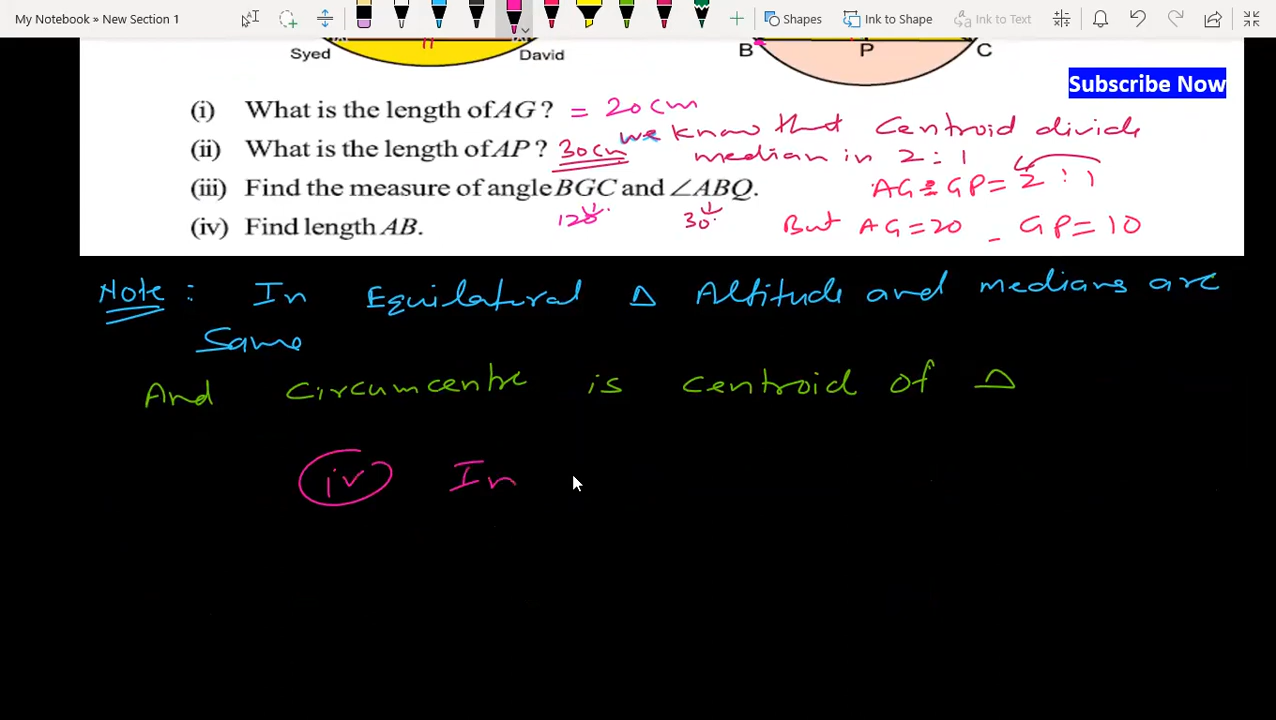 My Notebook » New Section 1
Shapes
Ink to Shape
Ink to Text
Syed
David
B
P
C
Subscribe Now
(i) What is the length of AG ? = 20 cm
we know that Centroid divide
(ii) What is the length of AP ? 30cm
median in 2 : 1
(iii) Find the measure of angle BGC and ∠ABQ.
AG : GP = 2 : 1
120° 30°
(iv) Find length AB.
But AG = 20 GP = 10
Note : In Equilateral Δ Altitude and medians are
Same
And circumcentre is centroid of Δ
iv In